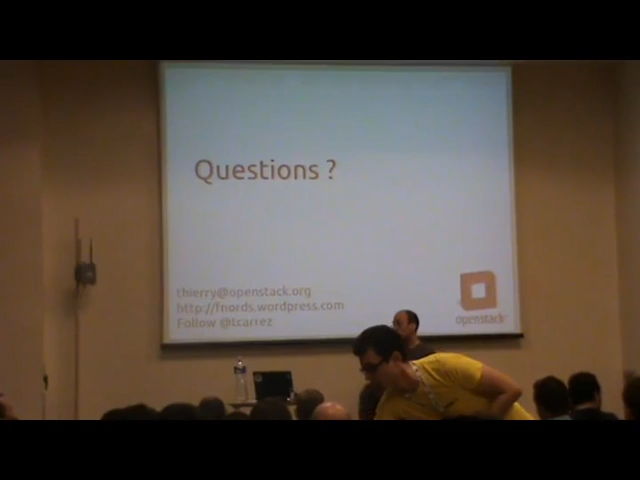 Questions ?
thierry@openstack.org
http://fnords.wordpress.com
Follow @tcarrez
openstack